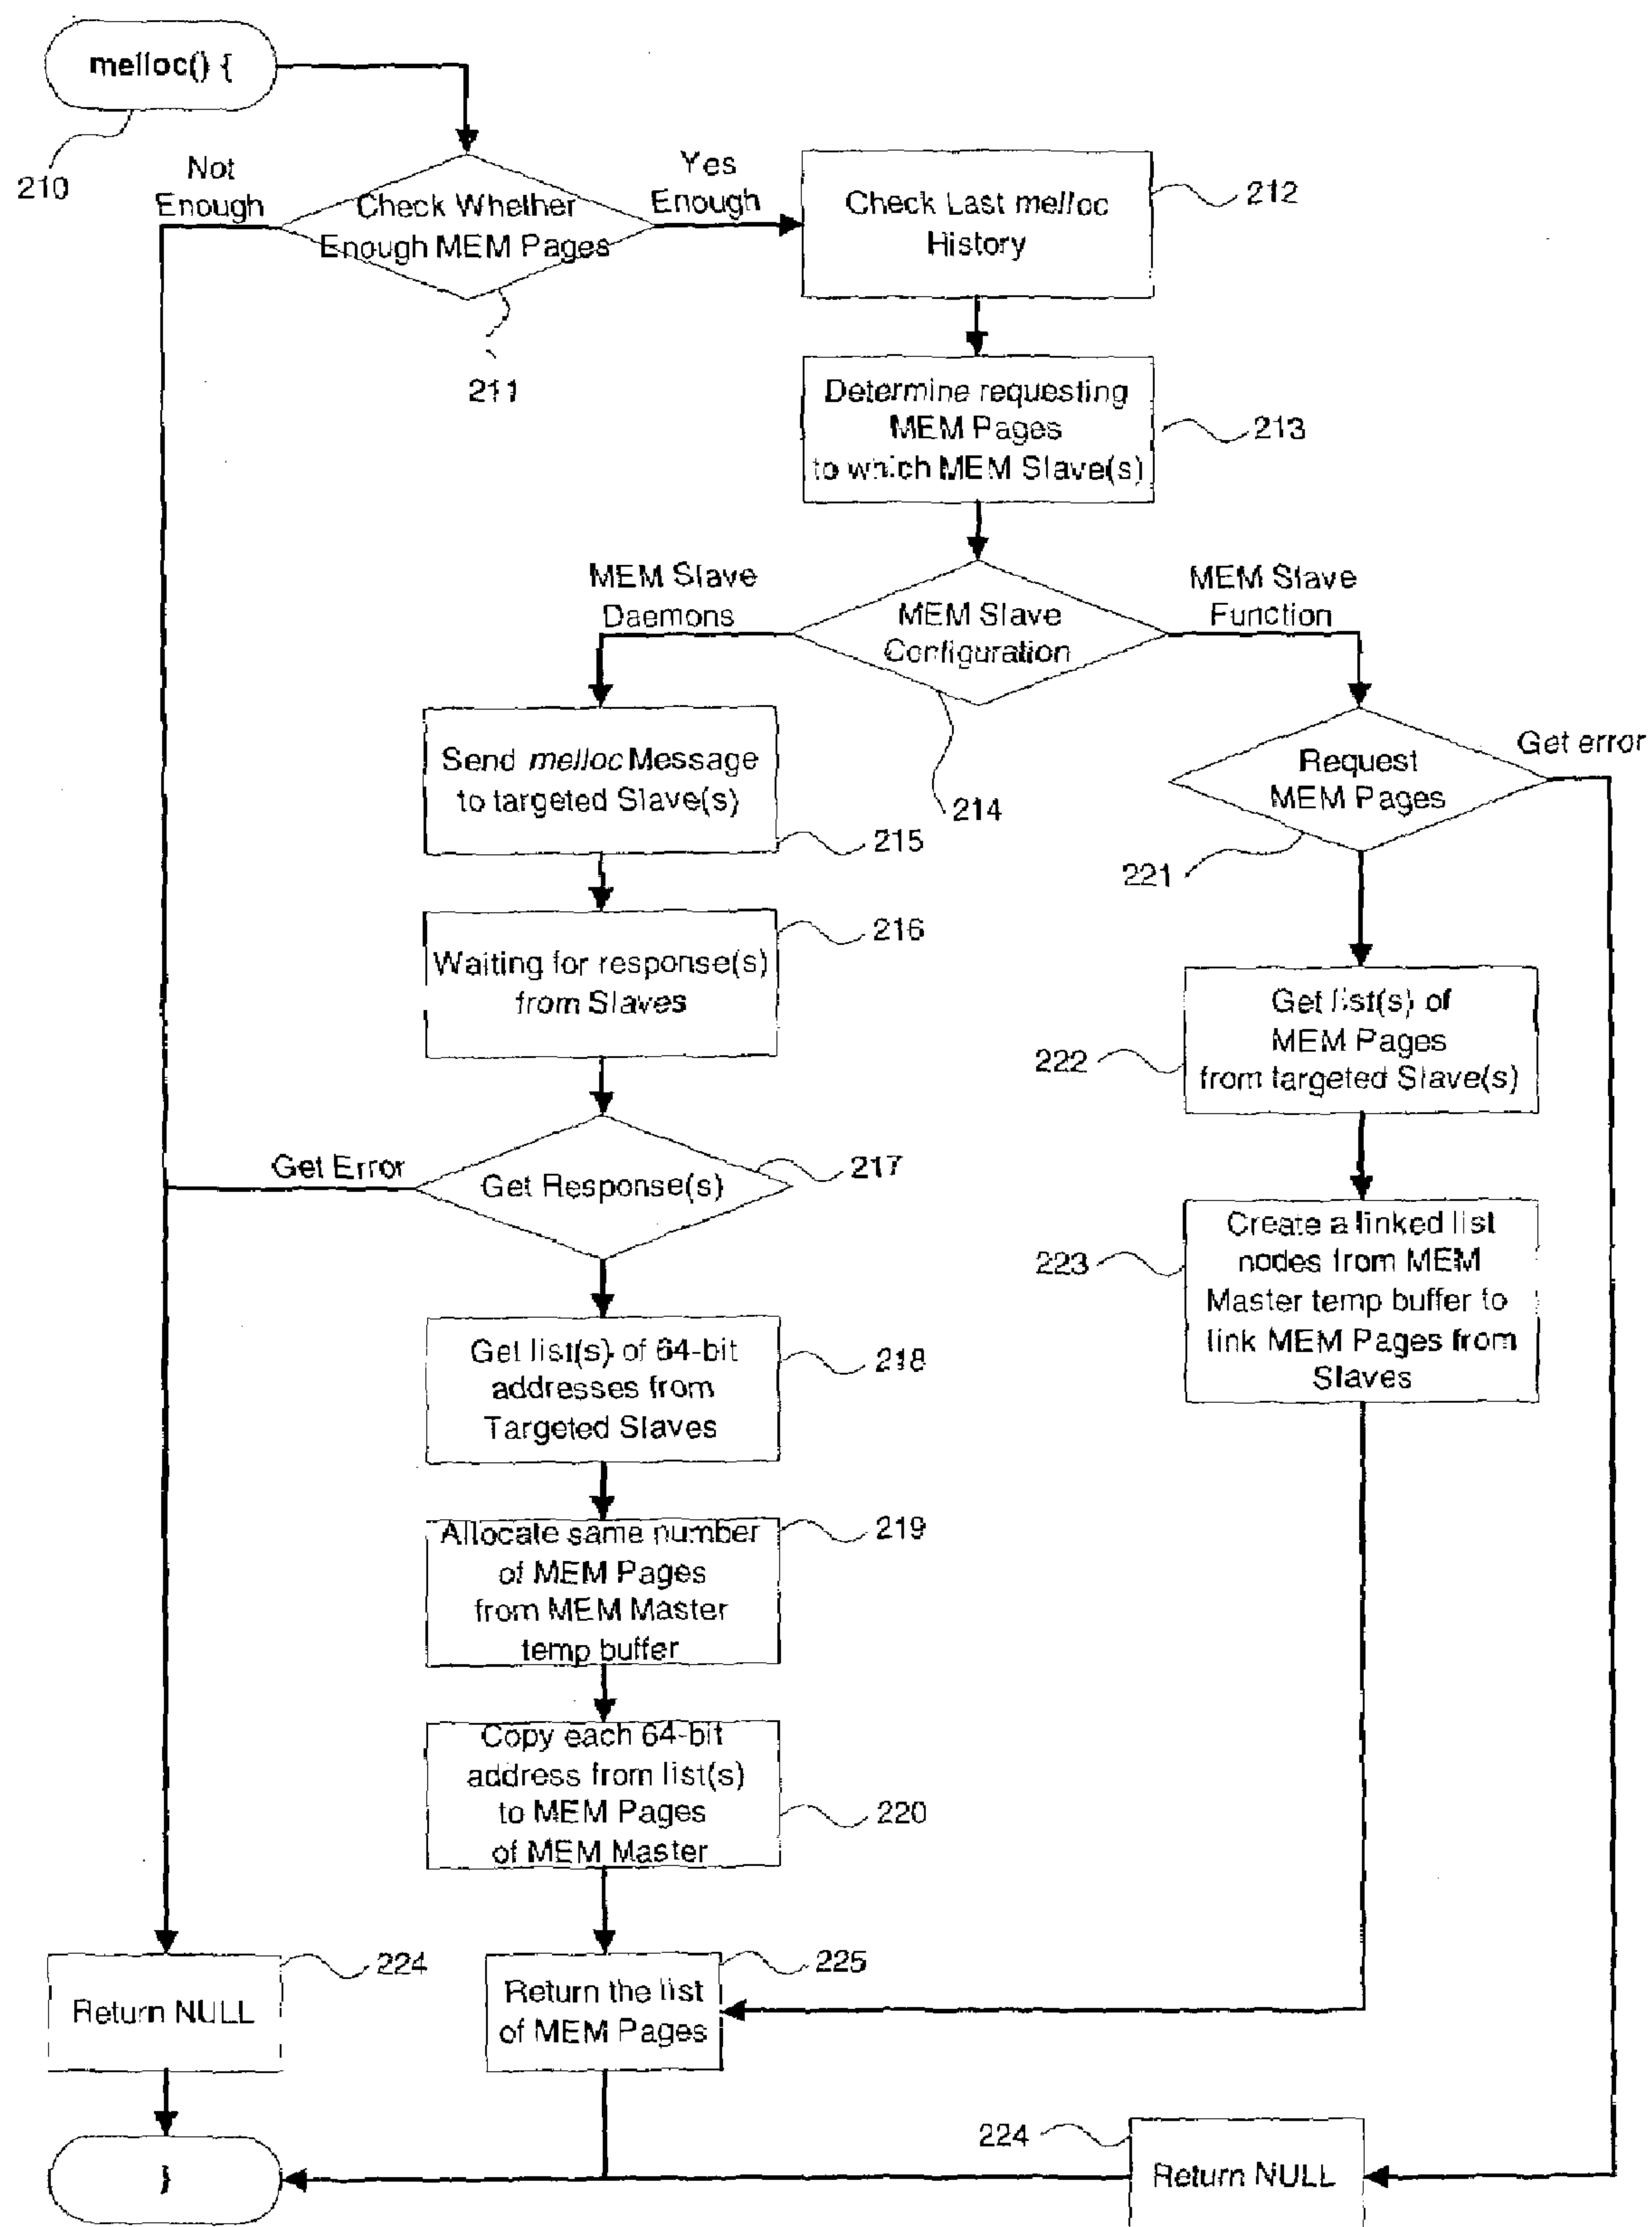 melloc() {
210
Not
Enough
Check Whether
Enough MEM Pages
211
Yes
Enough
Check Last melloc
History
212
Determine requesting
MEM Pages
to which MEM Slave(s)
213
MEM Slave
Daemons
MEM Slave
Configuration
214
MEM Slave
Function
Send melloc Message
to targeted Slave(s)
215
Request
MEM Pages
221
Get error
Waiting for response(s)
from Slaves
216
Get list(s) of
MEM Pages
from targeted Slave(s)
222
Get Error
Get Response(s)
217
Create a linked list
nodes from MEM
Master temp buffer to
link MEM Pages from
Slaves
223
Get list(s) of 64-bit
addresses from
Targeted Slaves
218
Allocate same number
of MEM Pages
from MEM Master
temp buffer
219
Copy each 64-bit
address from list(s)
to MEM Pages
of MEM Master
220
Return NULL
224
Return the list
of MEM Pages
225
}
224
Return NULL